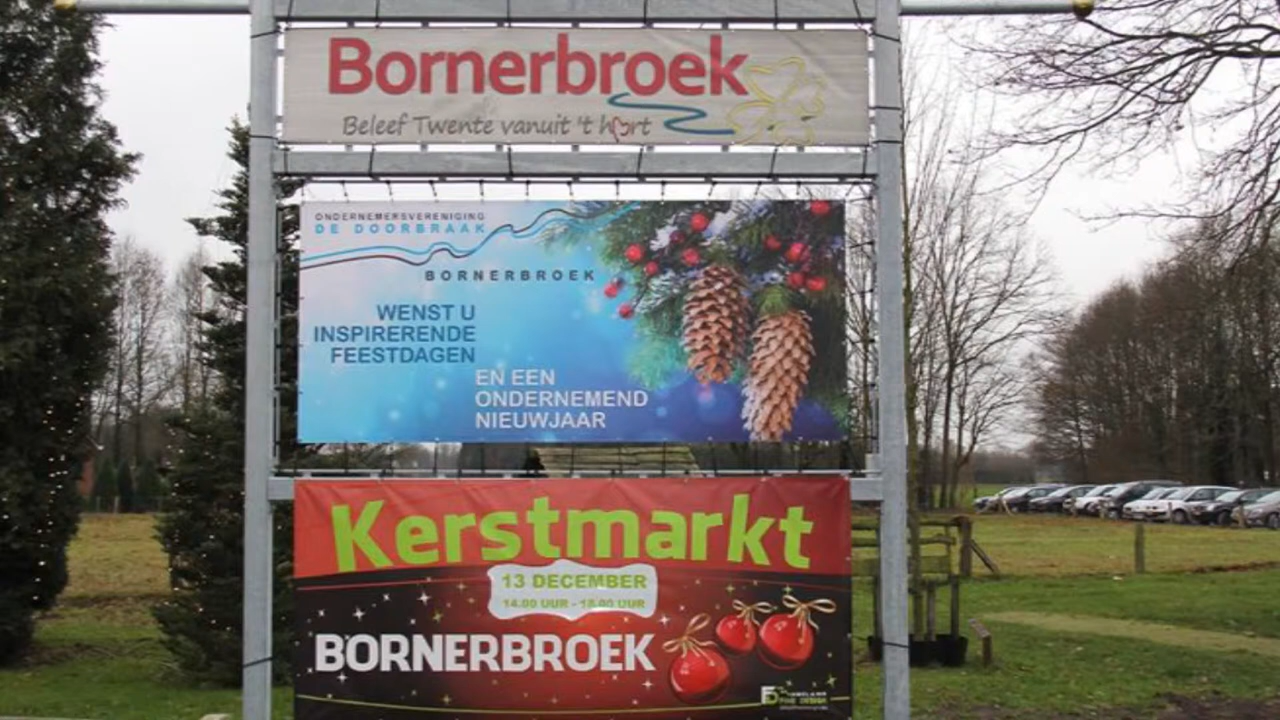 Bornerbroek
Beleef Twente vanuit 't hart
ONDERNEMERSVERENIGING
DE DOORBRAAK
BORNERBROEK
WENST U
INSPIRERENDE
FEESTDAGEN
EN EEN
ONDERNEMEND
NIEUWJAAR
Kerstmarkt
13 DECEMBER
14.00 UUR - 18.00 UUR
BORNERBROEK